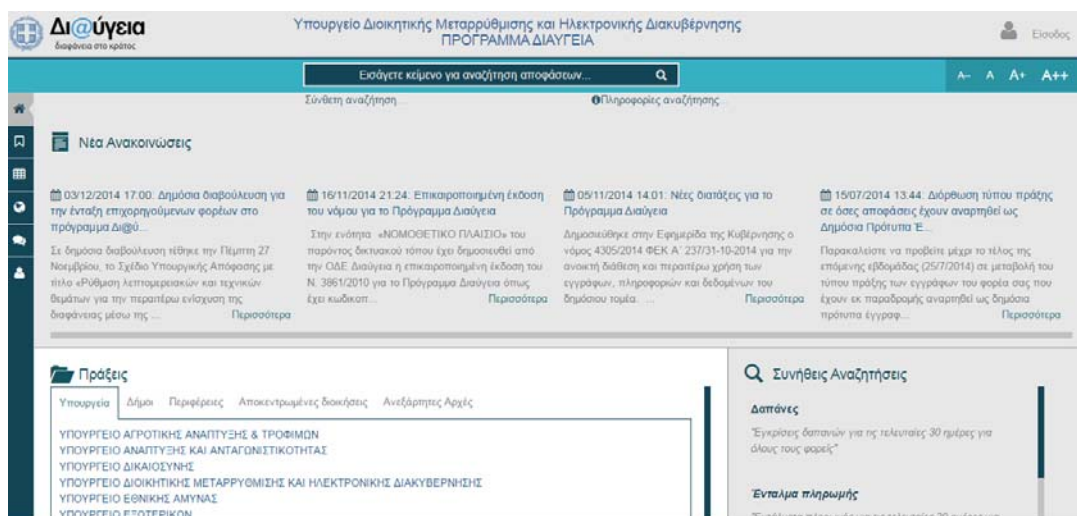 Δι@ύγεια
διαφάνεια στο κράτος
Υπουργείο Διοικητικής Μεταρρύθμισης και Ηλεκτρονικής Διακυβέρνησης
ΠΡΟΓΡΑΜΜΑ ΔΙΑΥΓΕΙΑ
Είσοδος
Εισάγετε κείμενο για αναζήτηση αποφάσεων...
A-- A A+ A++
Σύνθετη αναζήτηση...
Πληροφορίες αναζήτησης...
Νέα Ανακοινώσεις
03/12/2014 17:00: Δημόσια διαβούλευση για
την ένταξη επιχορηγούμενων φορέων στο
πρόγραμμα Δι@ύ...
Σε δημόσια διαβούλευση τέθηκε την Πέμπτη 27
Νοεμβρίου, το Σχέδιο Υπουργικής Απόφασης με
τίτλο «Ρύθμιση λεπτομερειακών και τεχνικών
θεμάτων για την περαιτέρω ενίσχυση της
διαφάνειας μέσω της ... Περισσότερα
16/11/2014 21:24: Επικαιροποιημένη έκδοση
του νόμου για το Πρόγραμμα Διαύγεια
Στην ενότητα «ΝΟΜΟΘΕΤΙΚΟ ΠΛΑΙΣΙΟ» του
παρόντος δικτυακού τόπου έχει δημοσιευθεί από
την ΟΔΕ Διαύγεια η επικαιροποιημένη έκδοση του
Ν. 3861/2010 για το Πρόγραμμα Διαύγεια όπως
έχει κωδικοπ... Περισσότερα
05/11/2014 14:01: Νέες διατάξεις για το
Πρόγραμμα Διαύγεια
Δημοσιεύθηκε στην Εφημερίδα της Κυβέρνησης ο
νόμος 4305/2014 ΦΕΚ Α΄ 237/31-10-2014 για την
ανοικτή διάθεση και περαιτέρω χρήση των
εγγράφων, πληροφοριών και δεδομένων του
δημόσιου τομέα. ... Περισσότερα
15/07/2014 13:44: Διόρθωση τύπου πράξης
σε όσες αποφάσεις έχουν αναρτηθεί ως
Δημόσια Πρότυπα Έ...
Παρακαλείστε να προβείτε μέχρι το τέλος της
επόμενης εβδομάδας (25/7/2014) σε μεταβολή του
τύπου πράξης των εγγράφων του φορέα σας που
έχουν εκ παραδρομής αναρτηθεί ως δημόσια
πρότυπα έγγραφ... Περισσότερα
Πράξεις
Υπουργεία Δήμοι Περιφέρειες Αποκεντρωμένες διοικήσεις Ανεξάρτητες Αρχές
ΥΠΟΥΡΓΕΙΟ ΑΓΡΟΤΙΚΗΣ ΑΝΑΠΤΥΞΗΣ & ΤΡΟΦΙΜΩΝ
ΥΠΟΥΡΓΕΙΟ ΑΝΑΠΤΥΞΗΣ ΚΑΙ ΑΝΤΑΓΩΝΙΣΤΙΚΟΤΗΤΑΣ
ΥΠΟΥΡΓΕΙΟ ΔΙΚΑΙΟΣΥΝΗΣ
ΥΠΟΥΡΓΕΙΟ ΔΙΟΙΚΗΤΙΚΗΣ ΜΕΤΑΡΡΥΘΜΙΣΗΣ ΚΑΙ ΗΛΕΚΤΡΟΝΙΚΗΣ ΔΙΑΚΥΒΕΡΝΗΣΗΣ
ΥΠΟΥΡΓΕΙΟ ΕΘΝΙΚΗΣ ΑΜΥΝΑΣ
ΥΠΟΥΡΓΕΙΟ ΕΞΩΤΕΡΙΚΩΝ
Συνήθεις Αναζητήσεις
Δαπάνες
"Εγκρίσεις δαπανών για τις τελευταίες 30 ημέρες για
όλους τους φορείς"
Ένταλμα πληρωμής